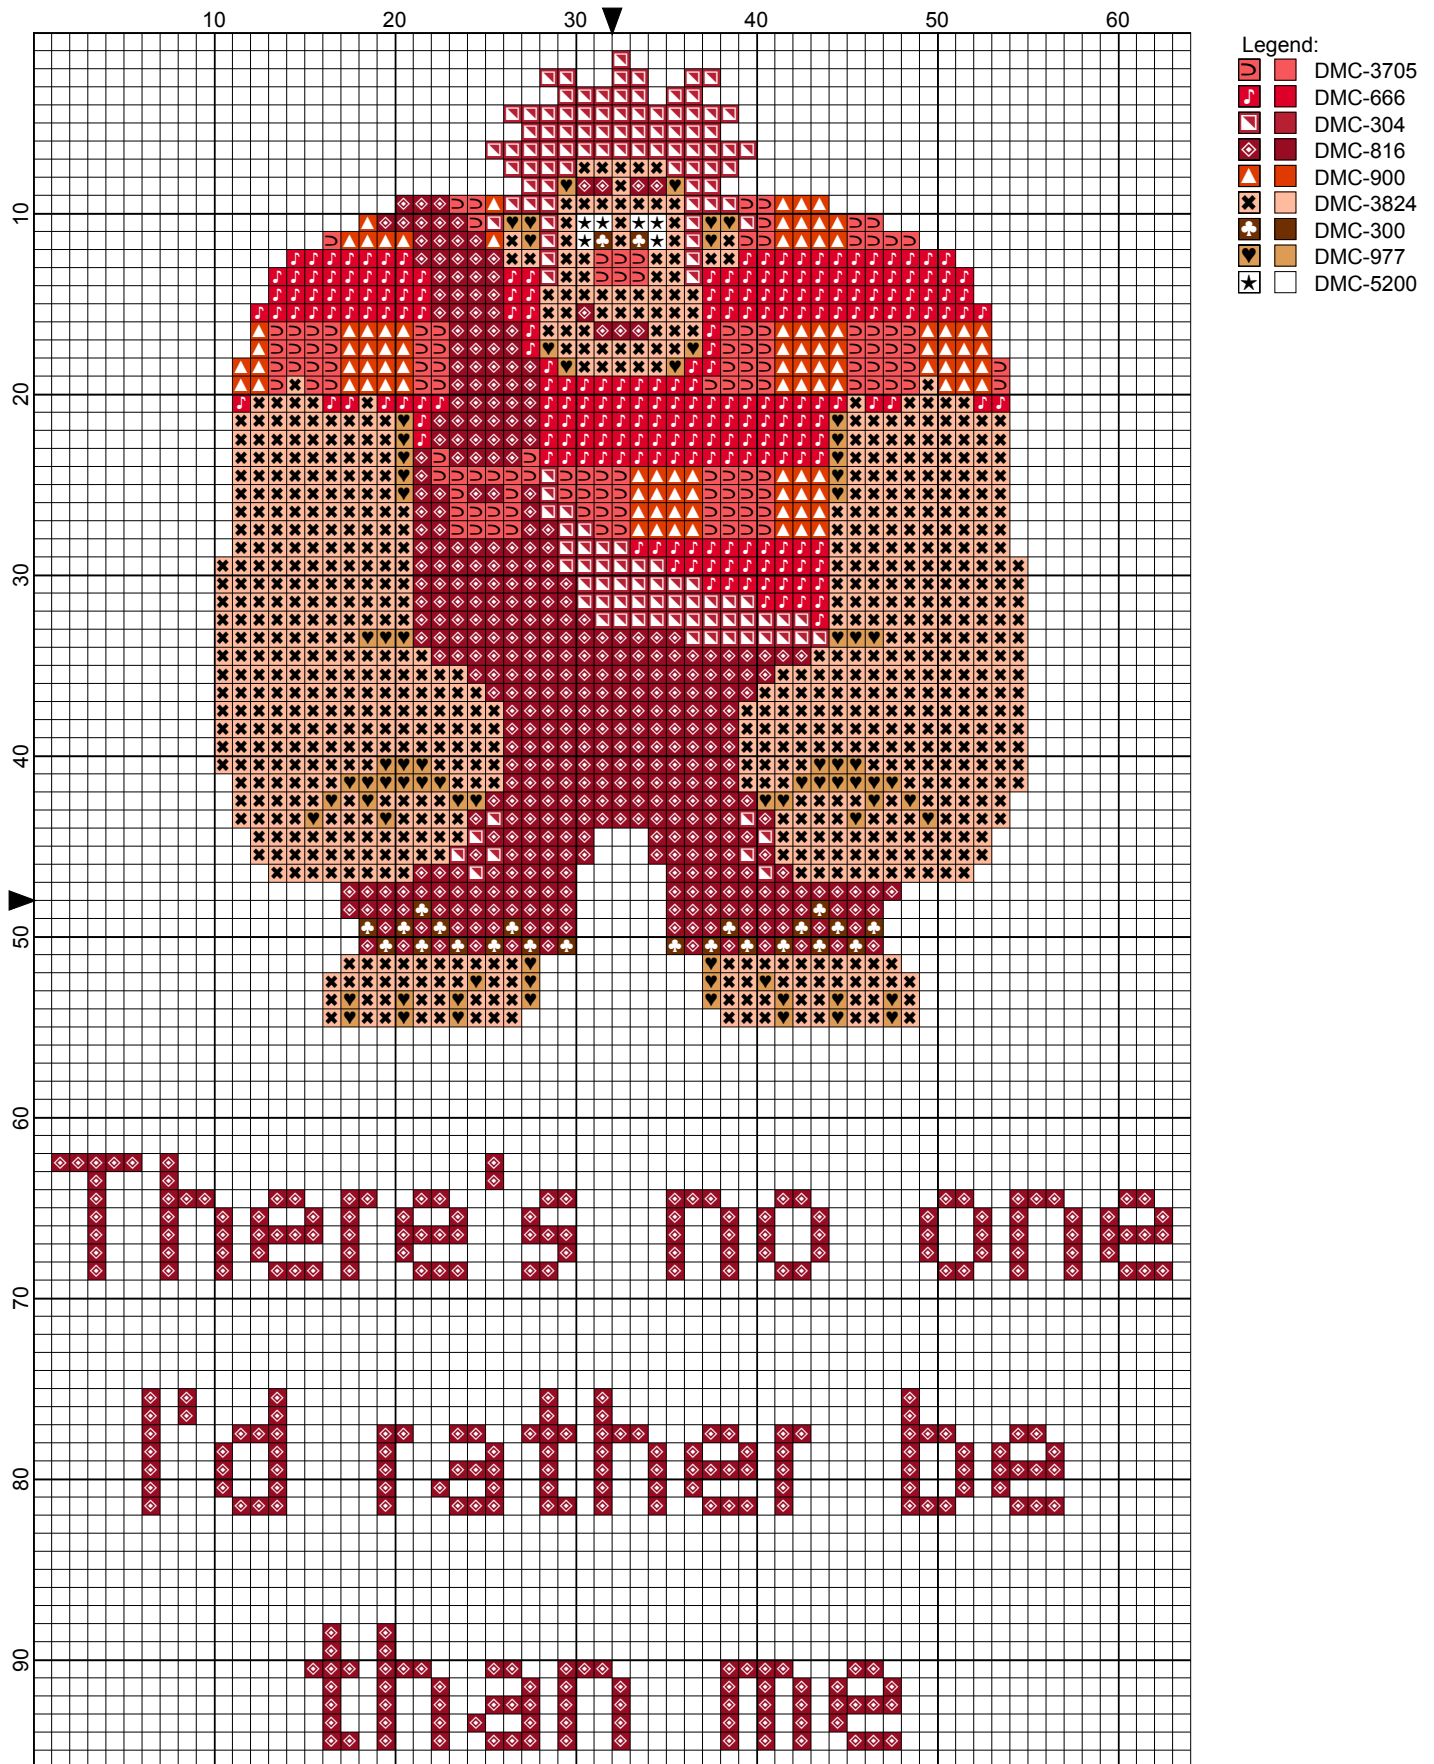 10 20 30 40 50 60
Legend:
DMC-3705
DMC-666
DMC-304
DMC-816
DMC-900
DMC-3824
DMC-300
DMC-977
DMC-5200
10
20
30
40
50
60
There's no one
70
I'd rather be
80
90
than me